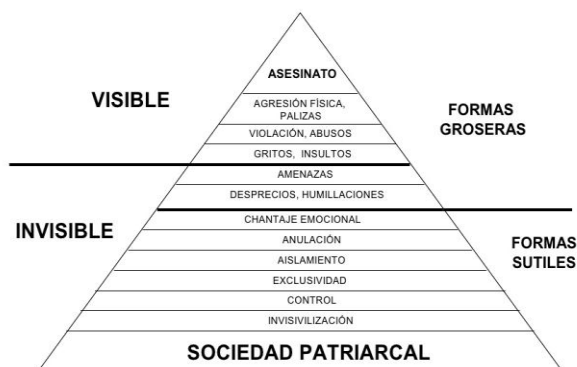 ASESINATO
VISIBLE
AGRESIÓN FÍSICA,
PALIZAS
FORMAS
GROSERAS
VIOLACIÓN, ABUSOS
GRITOS, INSULTOS
AMENAZAS
DESPRECIOS, HUMILLACIONES
CHANTAJE EMOCIONAL
INVISIBLE
ANULACIÓN
FORMAS
SUTILES
AISLAMIENTO
EXCLUSIVIDAD
CONTROL
INVISIVILIZACIÓN
SOCIEDAD PATRIARCAL